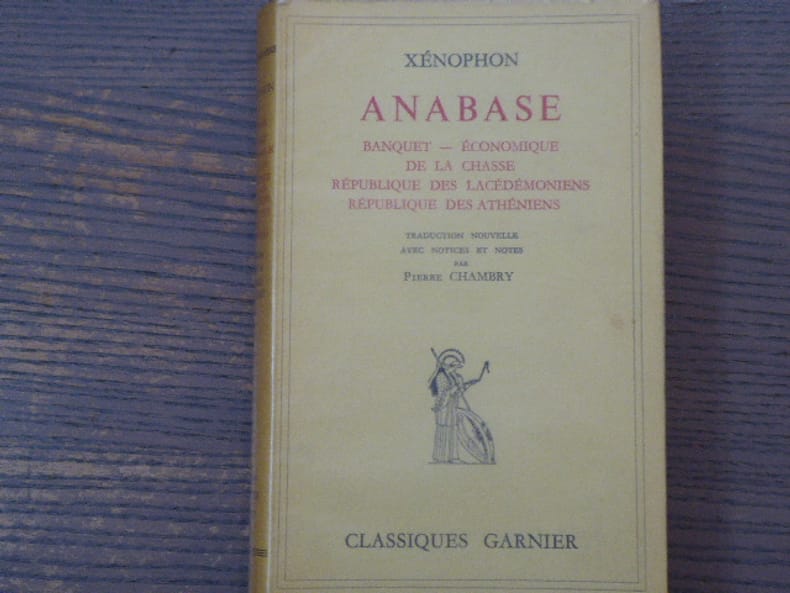 XÉNOPHON
ANABASE
BANQUET — ÉCONOMIQUE
DE LA CHASSE
RÉPUBLIQUE DES LACÉDÉMONIENS
RÉPUBLIQUE DES ATHÉNIENS
TRADUCTION NOUVELLE
AVEC NOTICES ET NOTES
PAR
PIERRE CHAMBRY
CLASSIQUES GARNIER